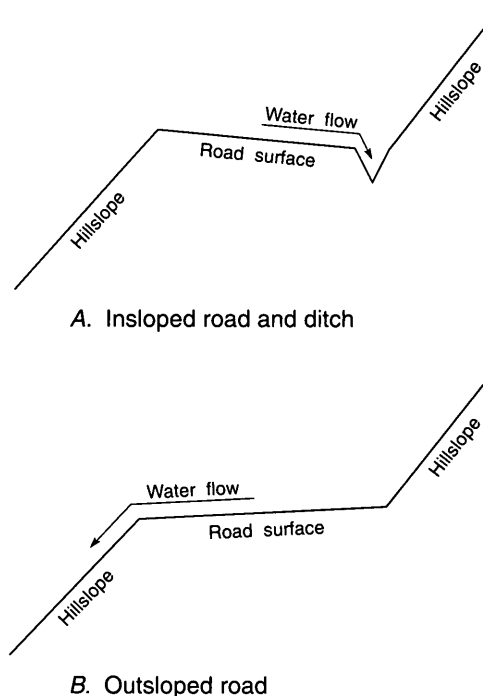 Hillslope
Water flow
Road surface
Hillslope
A. Insloped road and ditch
Hillslope
Water flow
Road surface
Hillslope
B. Outsloped road